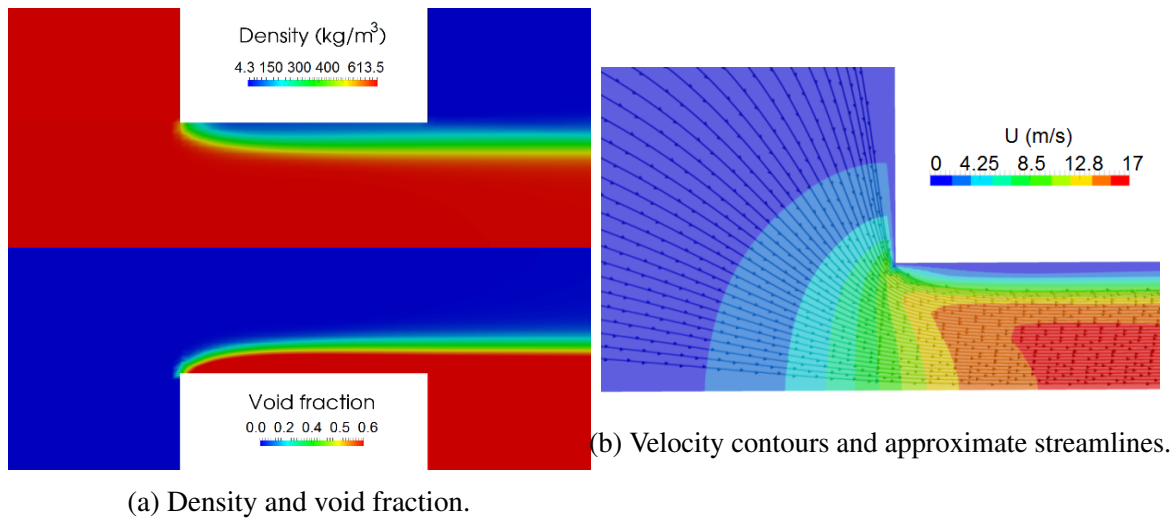 Density (kg/m³)
4.3 150 300 400 613.5
Void fraction
0.0 0.2 0.4 0.5 0.6
(a) Density and void fraction.
U (m/s)
0 4.25 8.5 12.8 17
(b) Velocity contours and approximate streamlines.